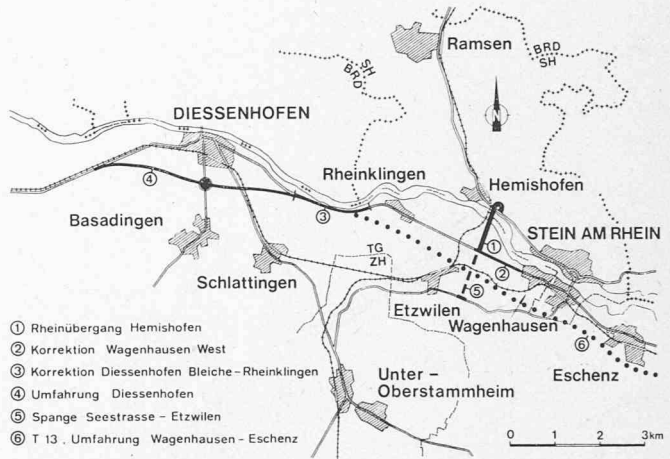 Ramsen
BRD
SH
SH
BRD
N
DIESSENHOFEN
Rheinklingen
Hemishofen
④
③
Basadingen
STEIN AM RHEIN
①
TG
ZH
②
Schlattingen
⑤
Etzwilen
Wagenhausen
⑥
① Rheinübergang Hemishofen
② Korrektion Wagenhausen West
③ Korrektion Diessenhofen Bleiche-Rheinklingen
④ Umfahrung Diessenhofen
⑤ Spange Seestrasse - Etzwilen
⑥ T 13, Umfahrung Wagenhausen - Eschenz
Unter -
Oberstammheim
Eschenz
0 1 2 3 km